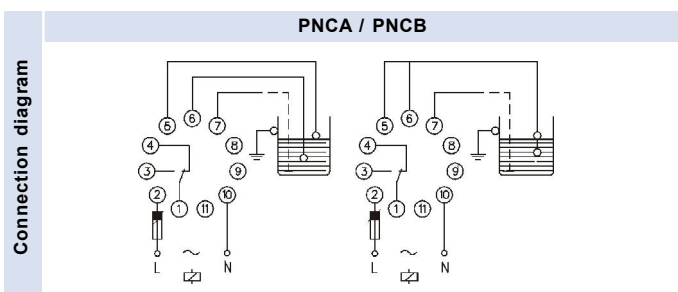 PNCA / PNCB
Connection diagram
5 6 7 5 6 7
4 8 4 8
3 9 3 9
2 10 2 10
1 11 1 11
L ~ N L ~ N